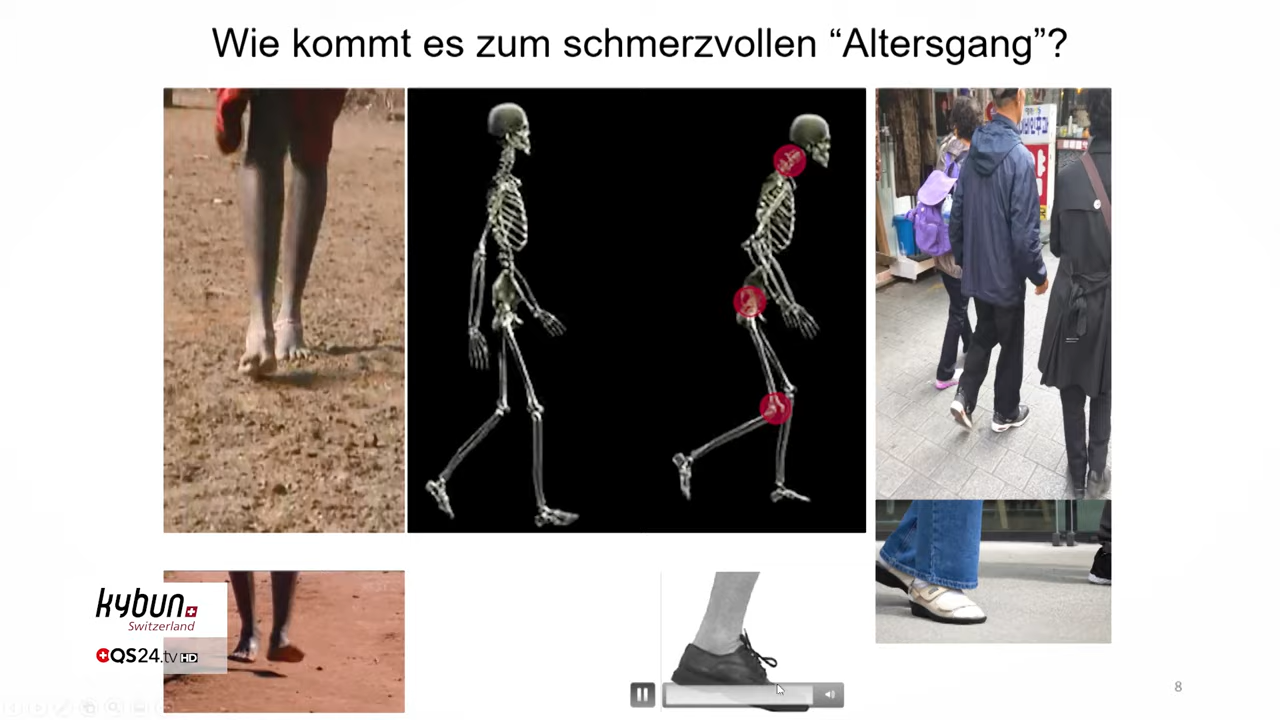 Wie kommt es zum schmerzvollen “Altersgang”?
kybun
Switzerland
QS24.tv HD
8